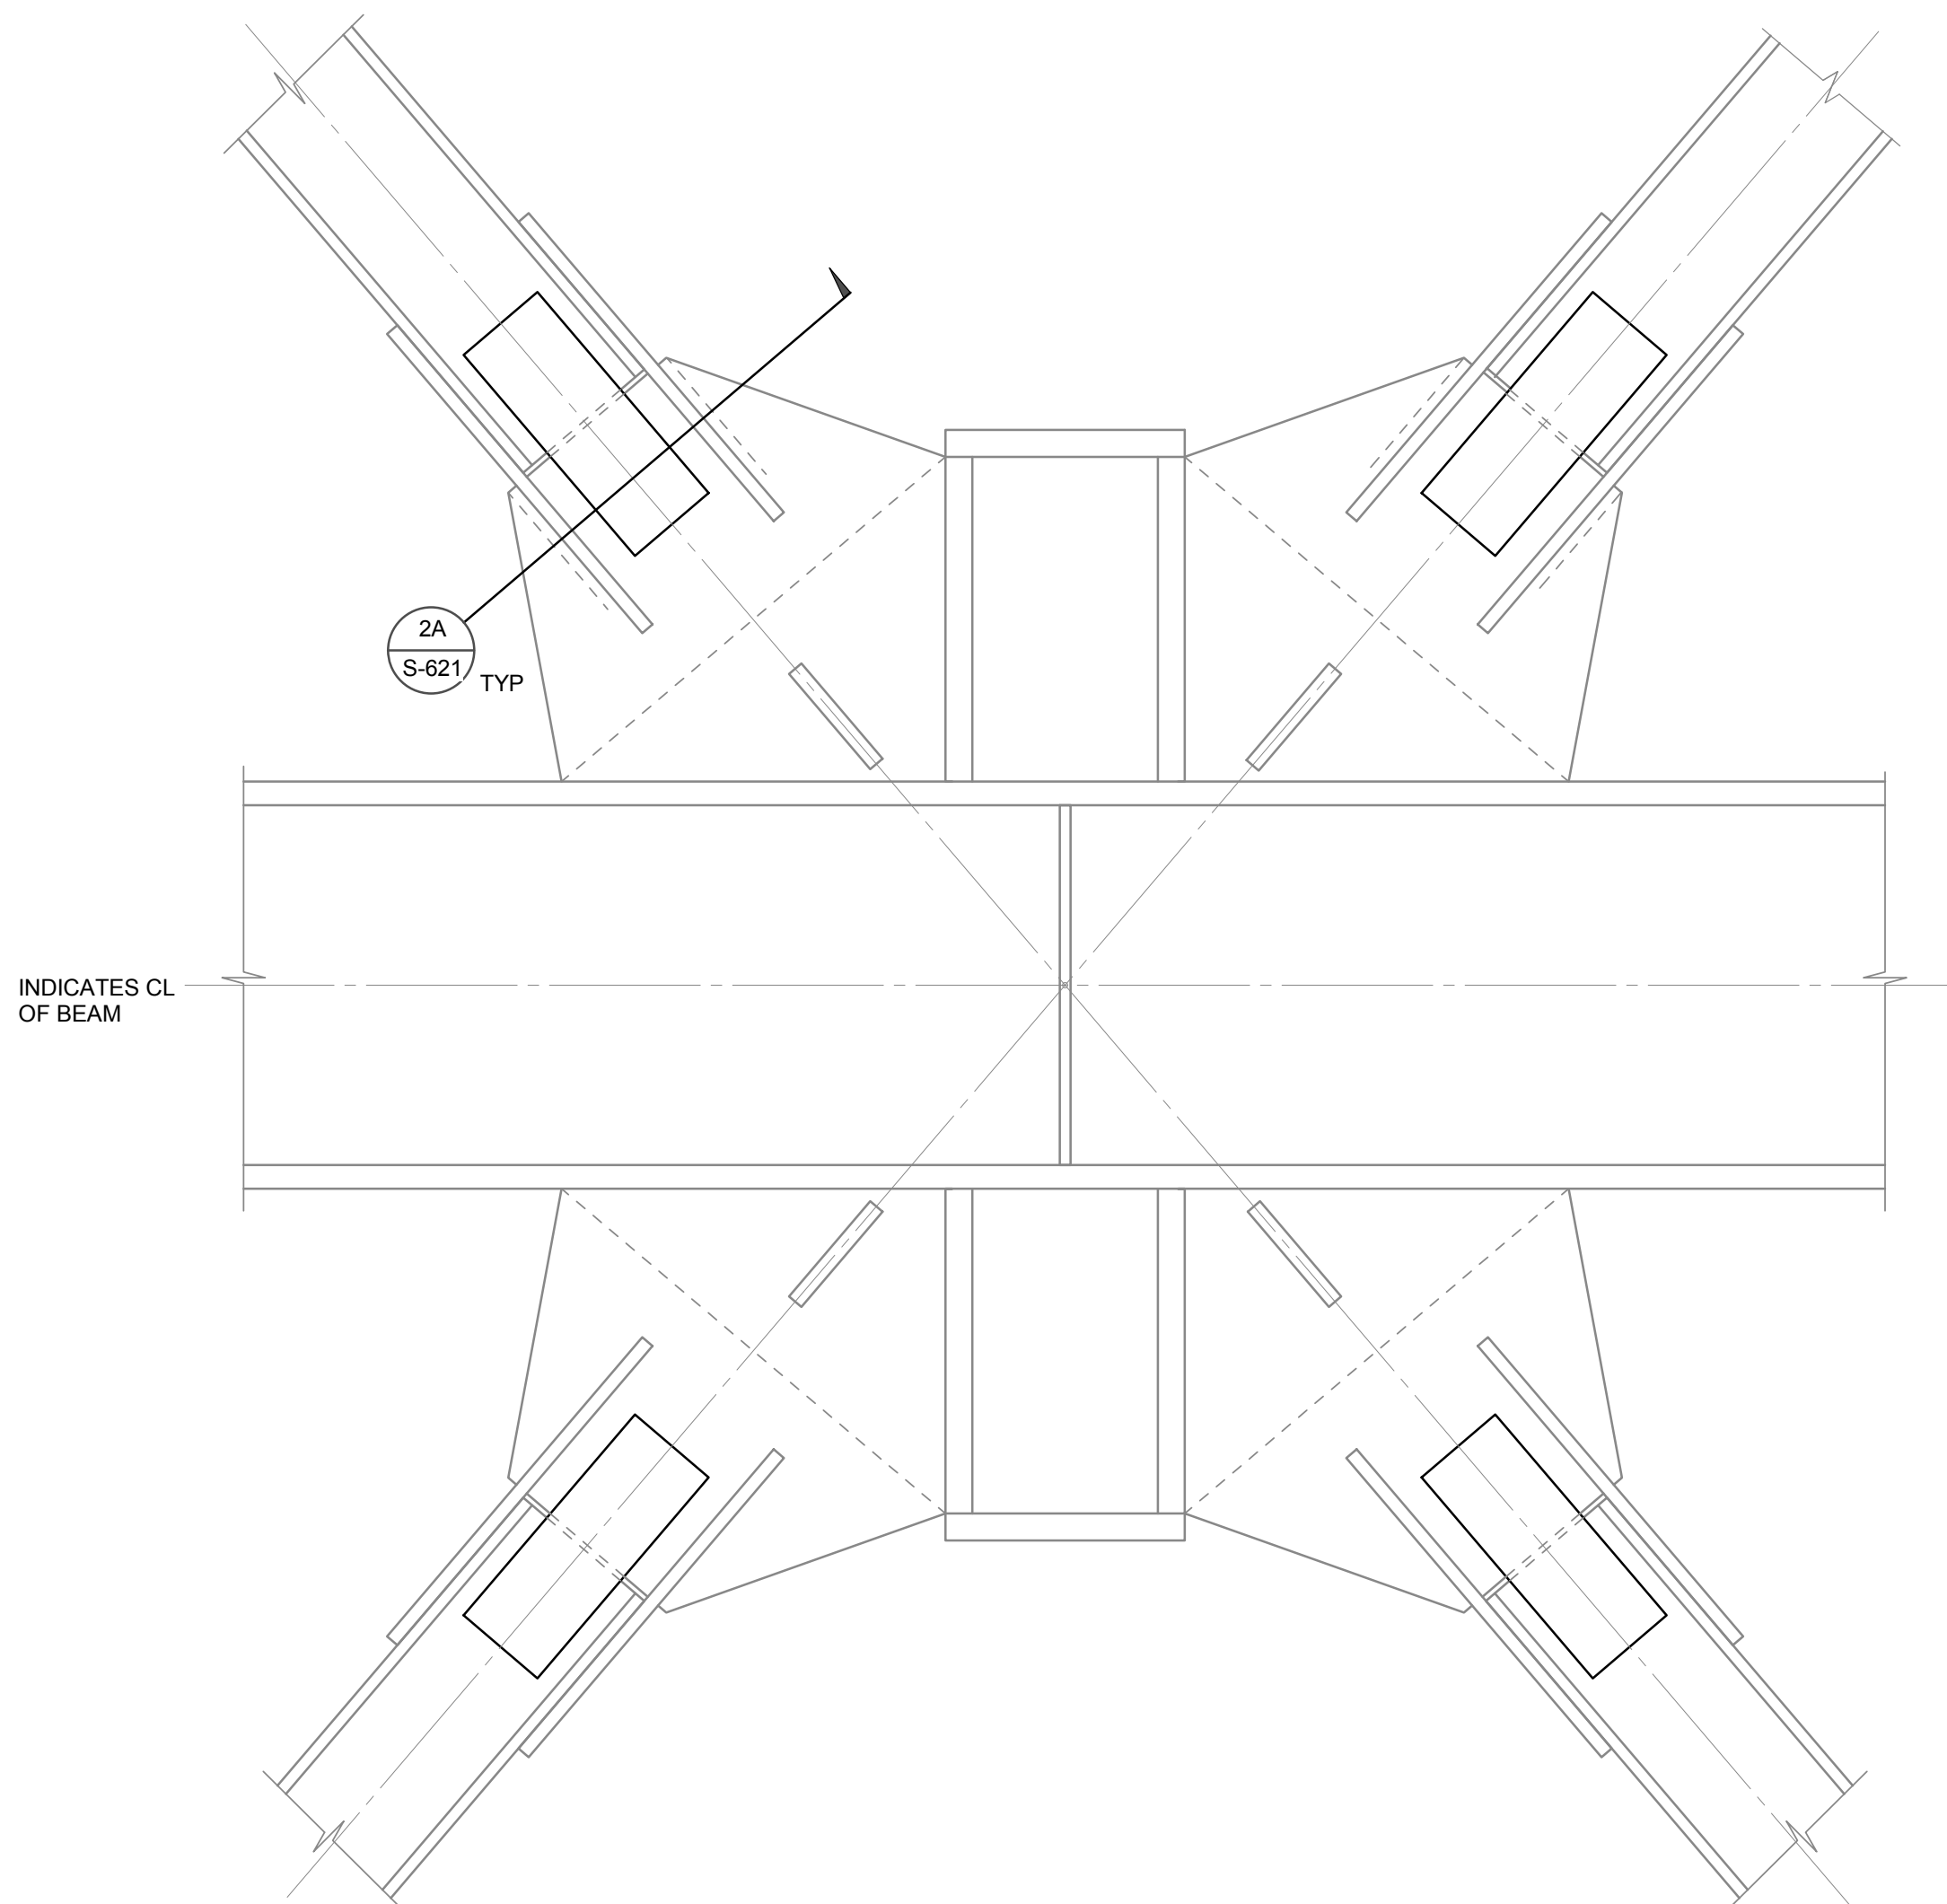 2A
S-621
TYP
INDICATES CL
OF BEAM